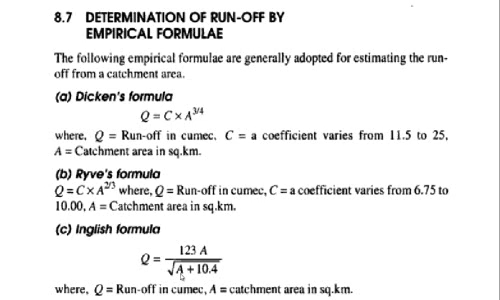 8.7 DETERMINATION OF RUN-OFF BY
EMPIRICAL FORMULAE
The following empirical formulae are generally adopted for estimating the run-
off from a catchment area.
(a) Dicken's formula
Q = C × A^3/4
where, Q = Run-off in cumec, C = a coefficient varies from 11.5 to 25,
A = Catchment area in sq.km.
(b) Ryve's formula
Q = C × A^2/3 where, Q = Run-off in cumec, C = a coefficient varies from 6.75 to
10.00, A = Catchment area in sq.km.
(c) Inglish formula
Q = 123 A / √(A + 10.4)
where, Q = Run-off in cumec, A = catchment area in sq.km.